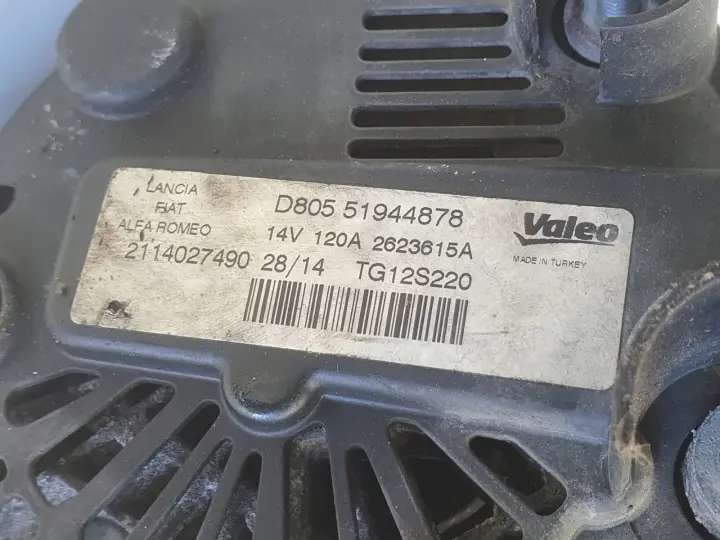 LANCIA
FIAT
ALFA ROMEO
D805 51944878
14V 120A 2623615A
2114027490 28/14 TG12S220
Valeo
MADE IN TURKEY